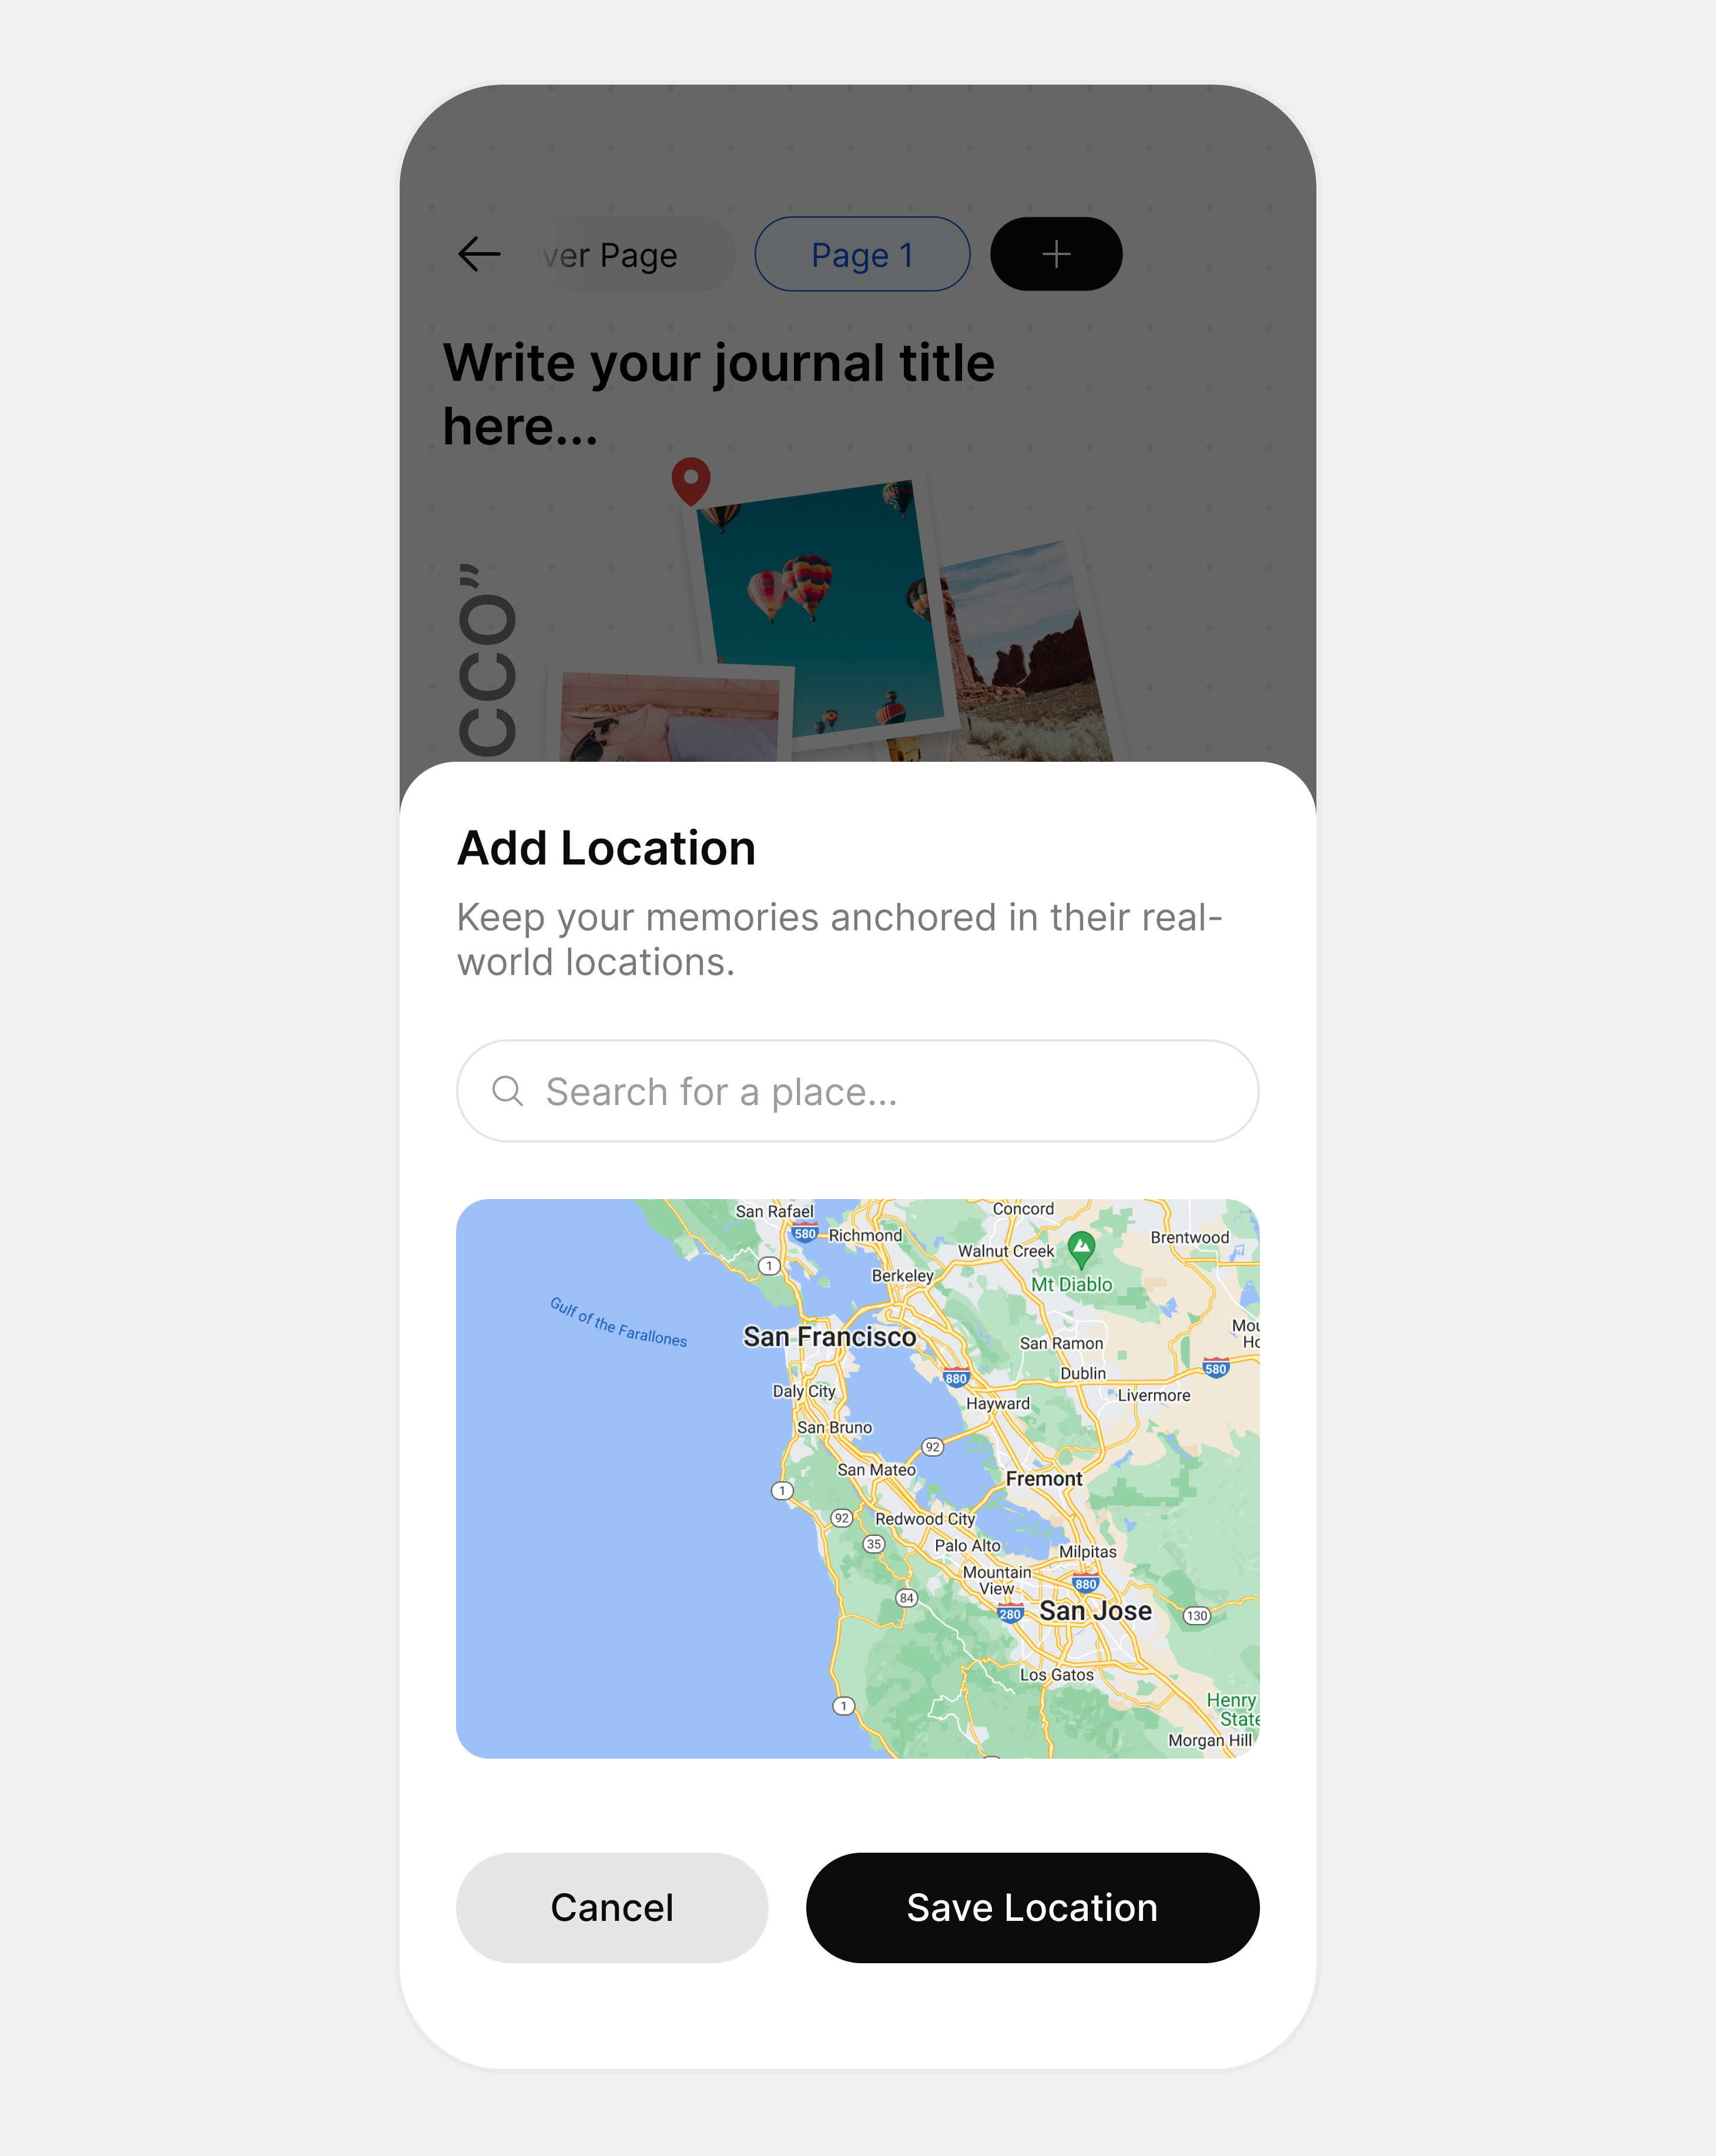 ver Page
Page 1
Write your journal title
here...
CCO”
Add Location
Keep your memories anchored in their real-
world locations.
Search for a place...
San Rafael
Concord
580
Richmond
Brentwood
Walnut Creek
1
Berkeley
Mt Diablo
Gulf of the Farallones
San Francisco
Mou
Ho
San Ramon
580
Dublin
880
Daly City
Livermore
Hayward
San Bruno
92
San Mateo
Fremont
1
92
Redwood City
35
Palo Alto
Milpitas
Mountain
View
880
84
280
San Jose
130
Los Gatos
Henry
State
1
Morgan Hill
Cancel
Save Location